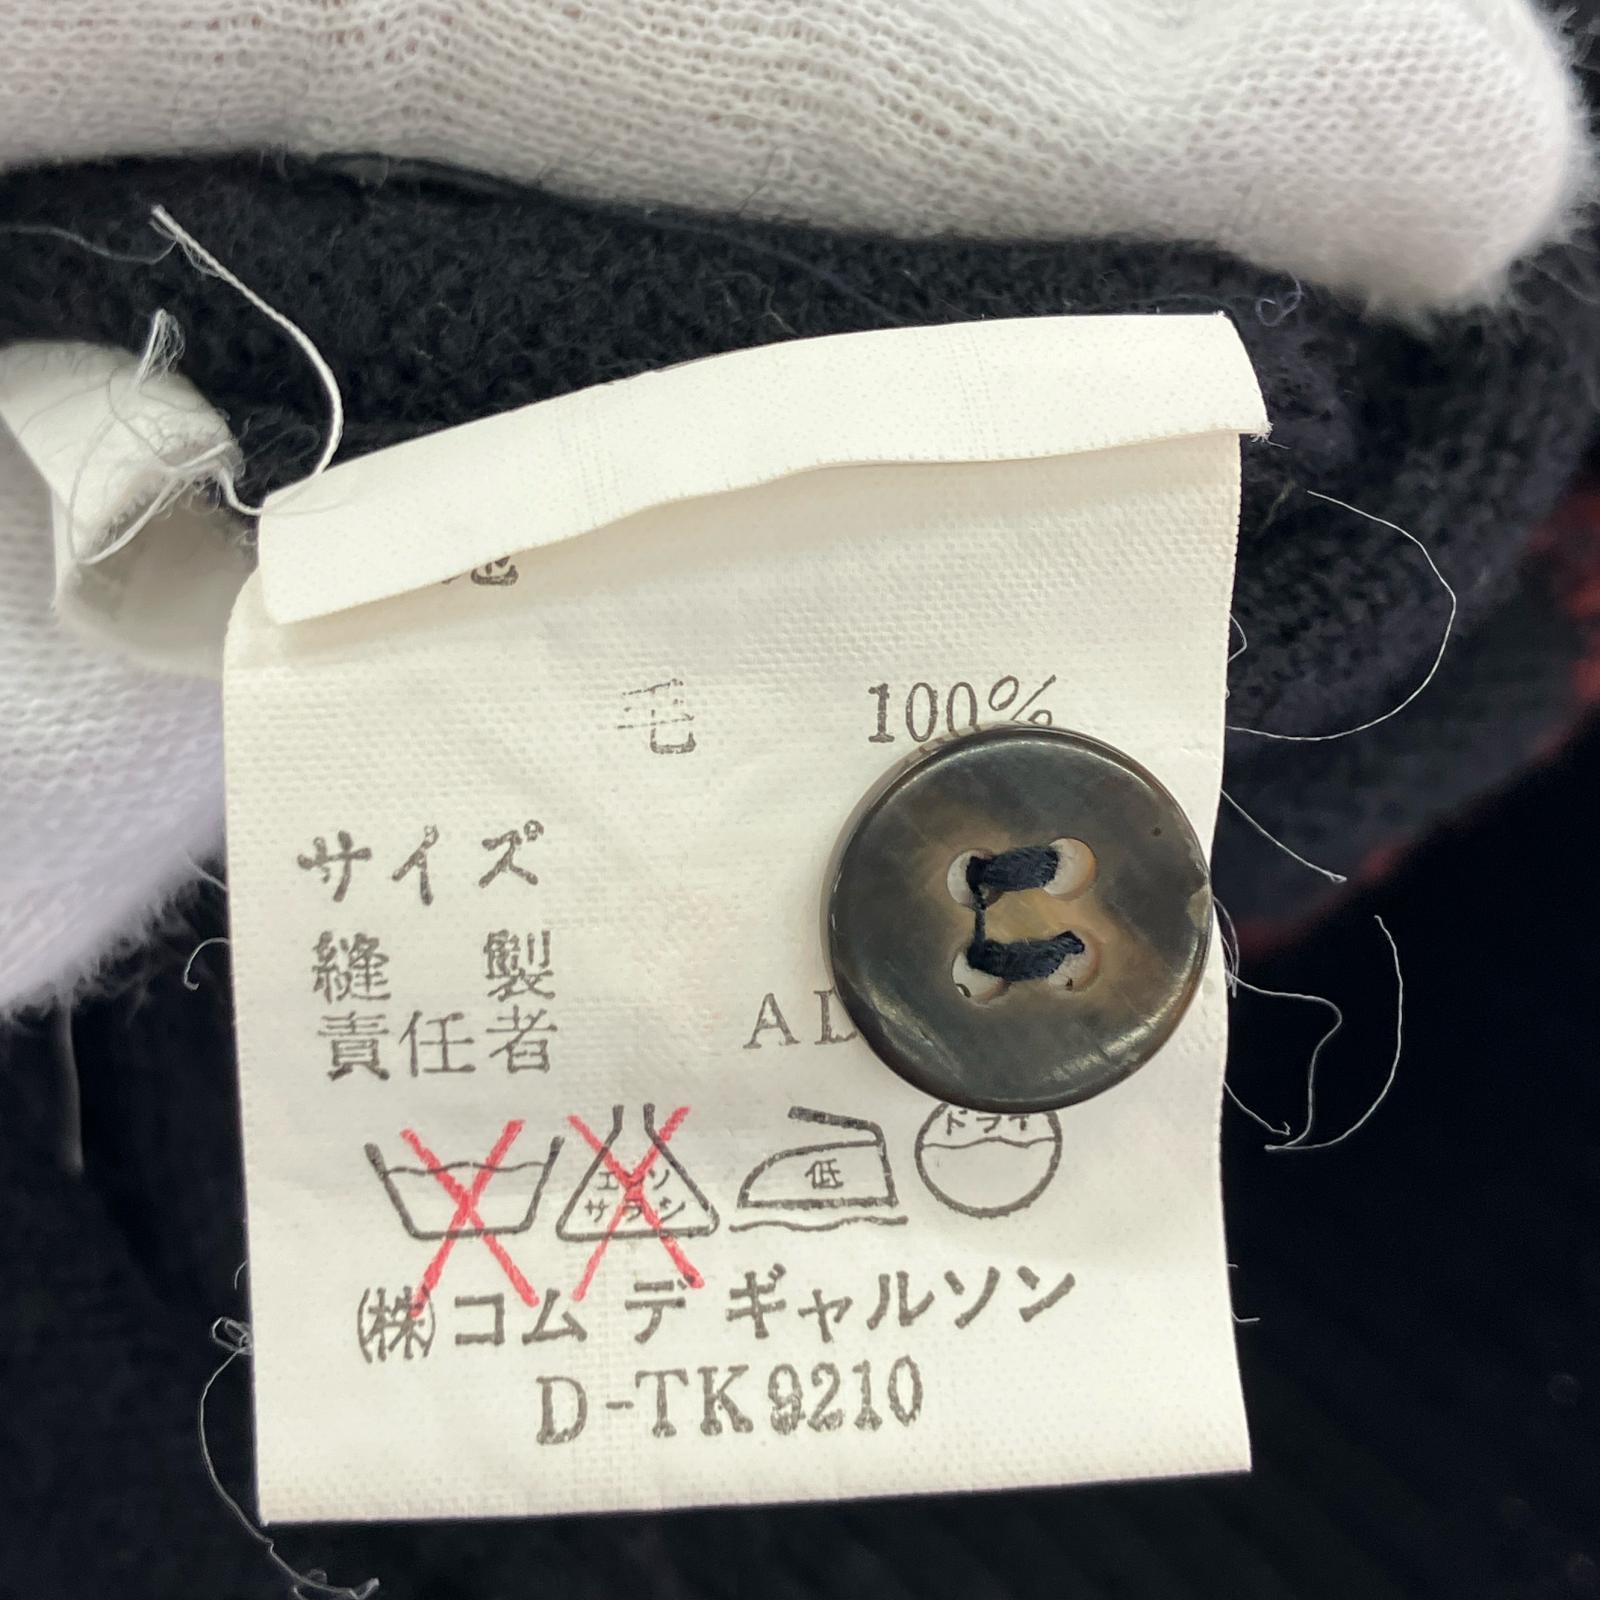 毛 100%
サイズ
縫製
責任者 AD
エンソ
サラシ
低
ドライ
㈱コム デ ギャルソン
D-TK9210